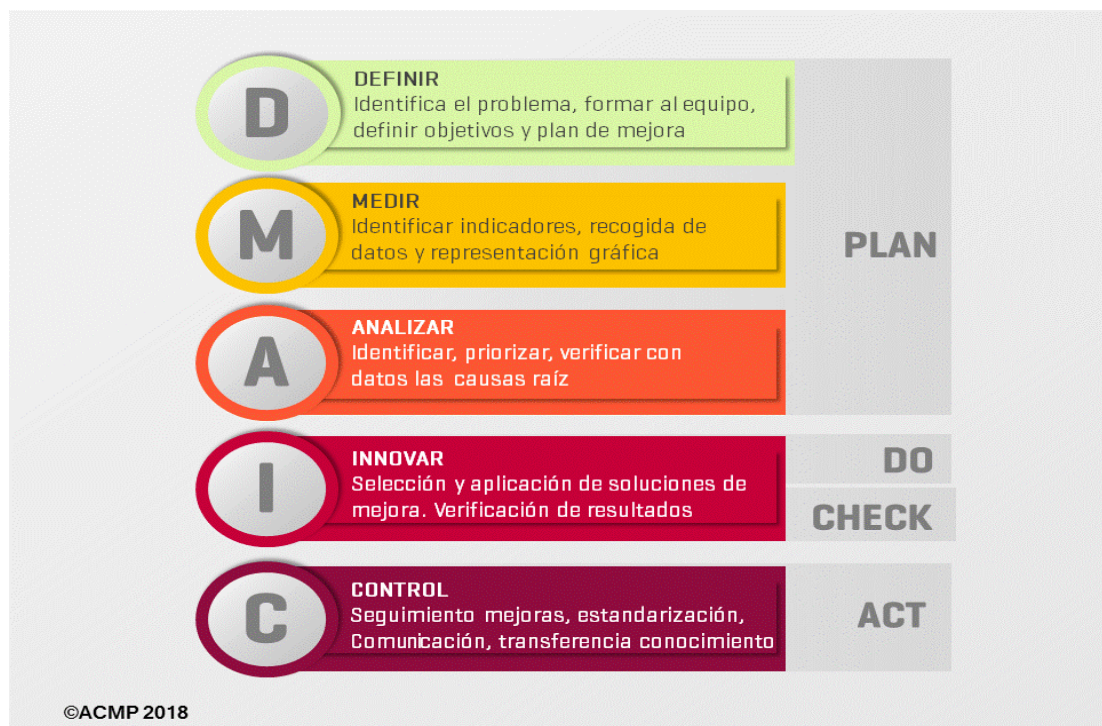 D
DEFINIR
Identifica el problema, formar al equipo,
definir objetivos y plan de mejora
M
MEDIR
Identificar indicadores, recogida de
datos y representación gráfica
PLAN
A
ANALIZAR
Identificar, priorizar, verificar con
datos las causas raíz
I
INNOVAR
Selección y aplicación de soluciones de
mejora. Verificación de resultados
DO
CHECK
C
CONTROL
Seguimiento mejoras, estandarización,
Comunicación, transferencia conocimiento
ACT
©ACMP 2018